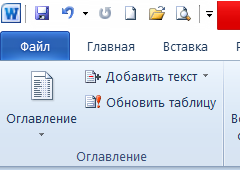 W
Файл Главная Вставка
Добавить текст
Обновить таблицу
Оглавление
Оглавление